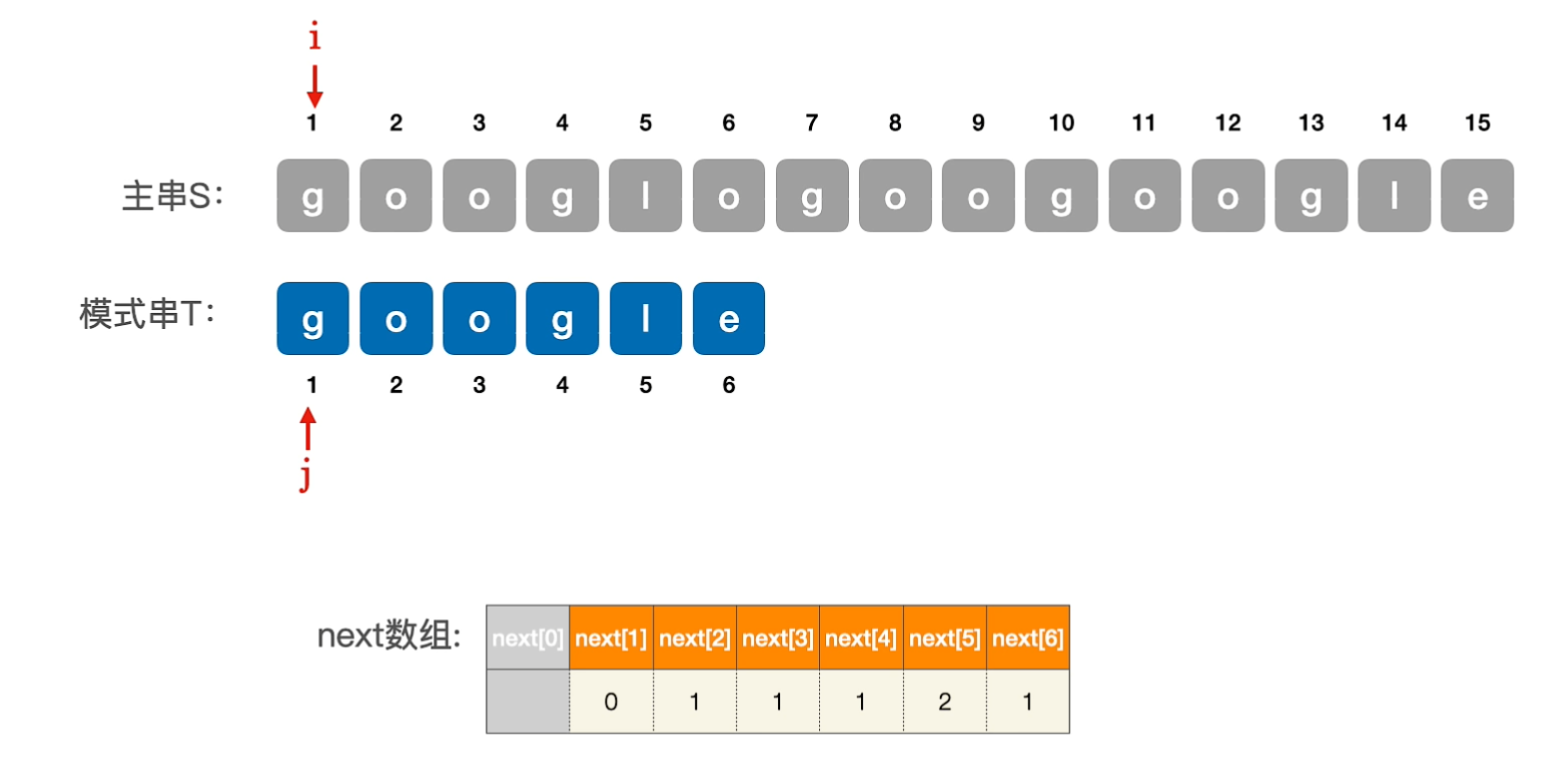 i
1 2 3 4 5 6 7 8 9 10 11 12 13 14 15
主串S: g o o g l o g o o g o o g l e
模式串T: g o o g l e
1 2 3 4 5 6
j
next数组: next[0] next[1] next[2] next[3] next[4] next[5] next[6]
0 1 1 1 2 1